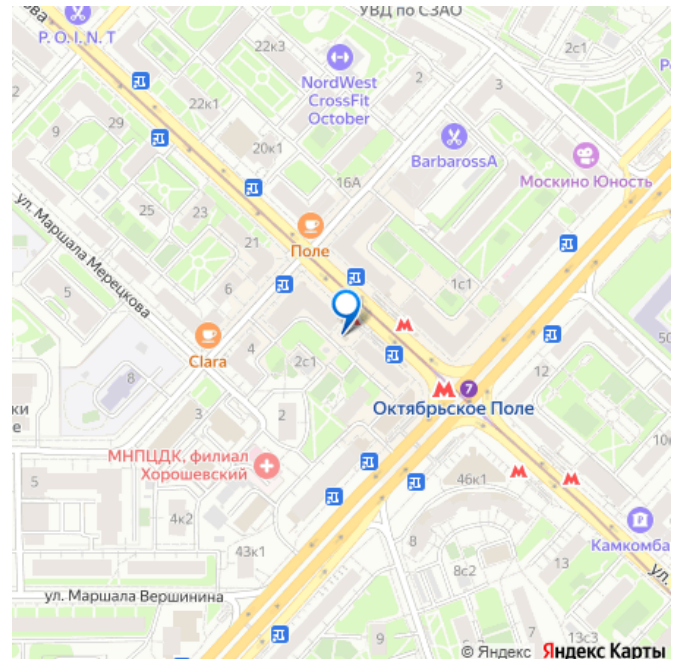 УВД по СЗАО
P.O.I.N.T
22к3
2с1
NordWest
CrossFit
October
2
3
2
22к1
9
29
BarbarossA
20к1
Москино Юность
16А
25
23
ул. Маршала Мерецкова
21
Поле
5
6
1с1
Clara
4
2с1
12
8
Октябрьское Поле
7
3
2
МНПЦДК, филиал
Хорошевский
5
46к1
4к2
8
Камкомба
43к1
8с2
13
ул.
ул. Маршала Вершинина
9
13с3
© Яндекс Яндекс Карты